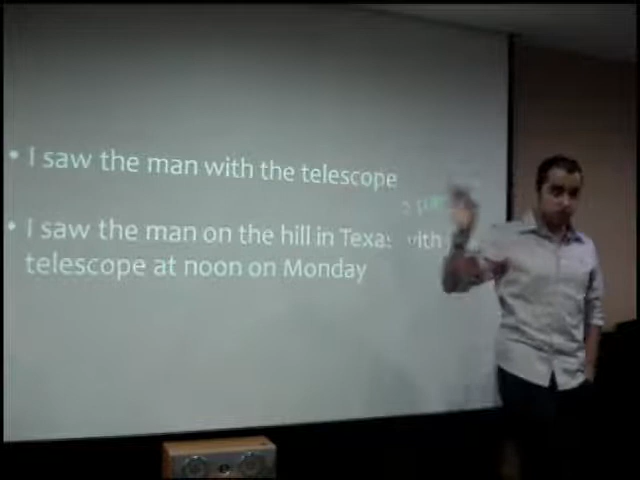 • I saw the man with the telescope
• I saw the man on the hill in Texas with
telescope at noon on Monday